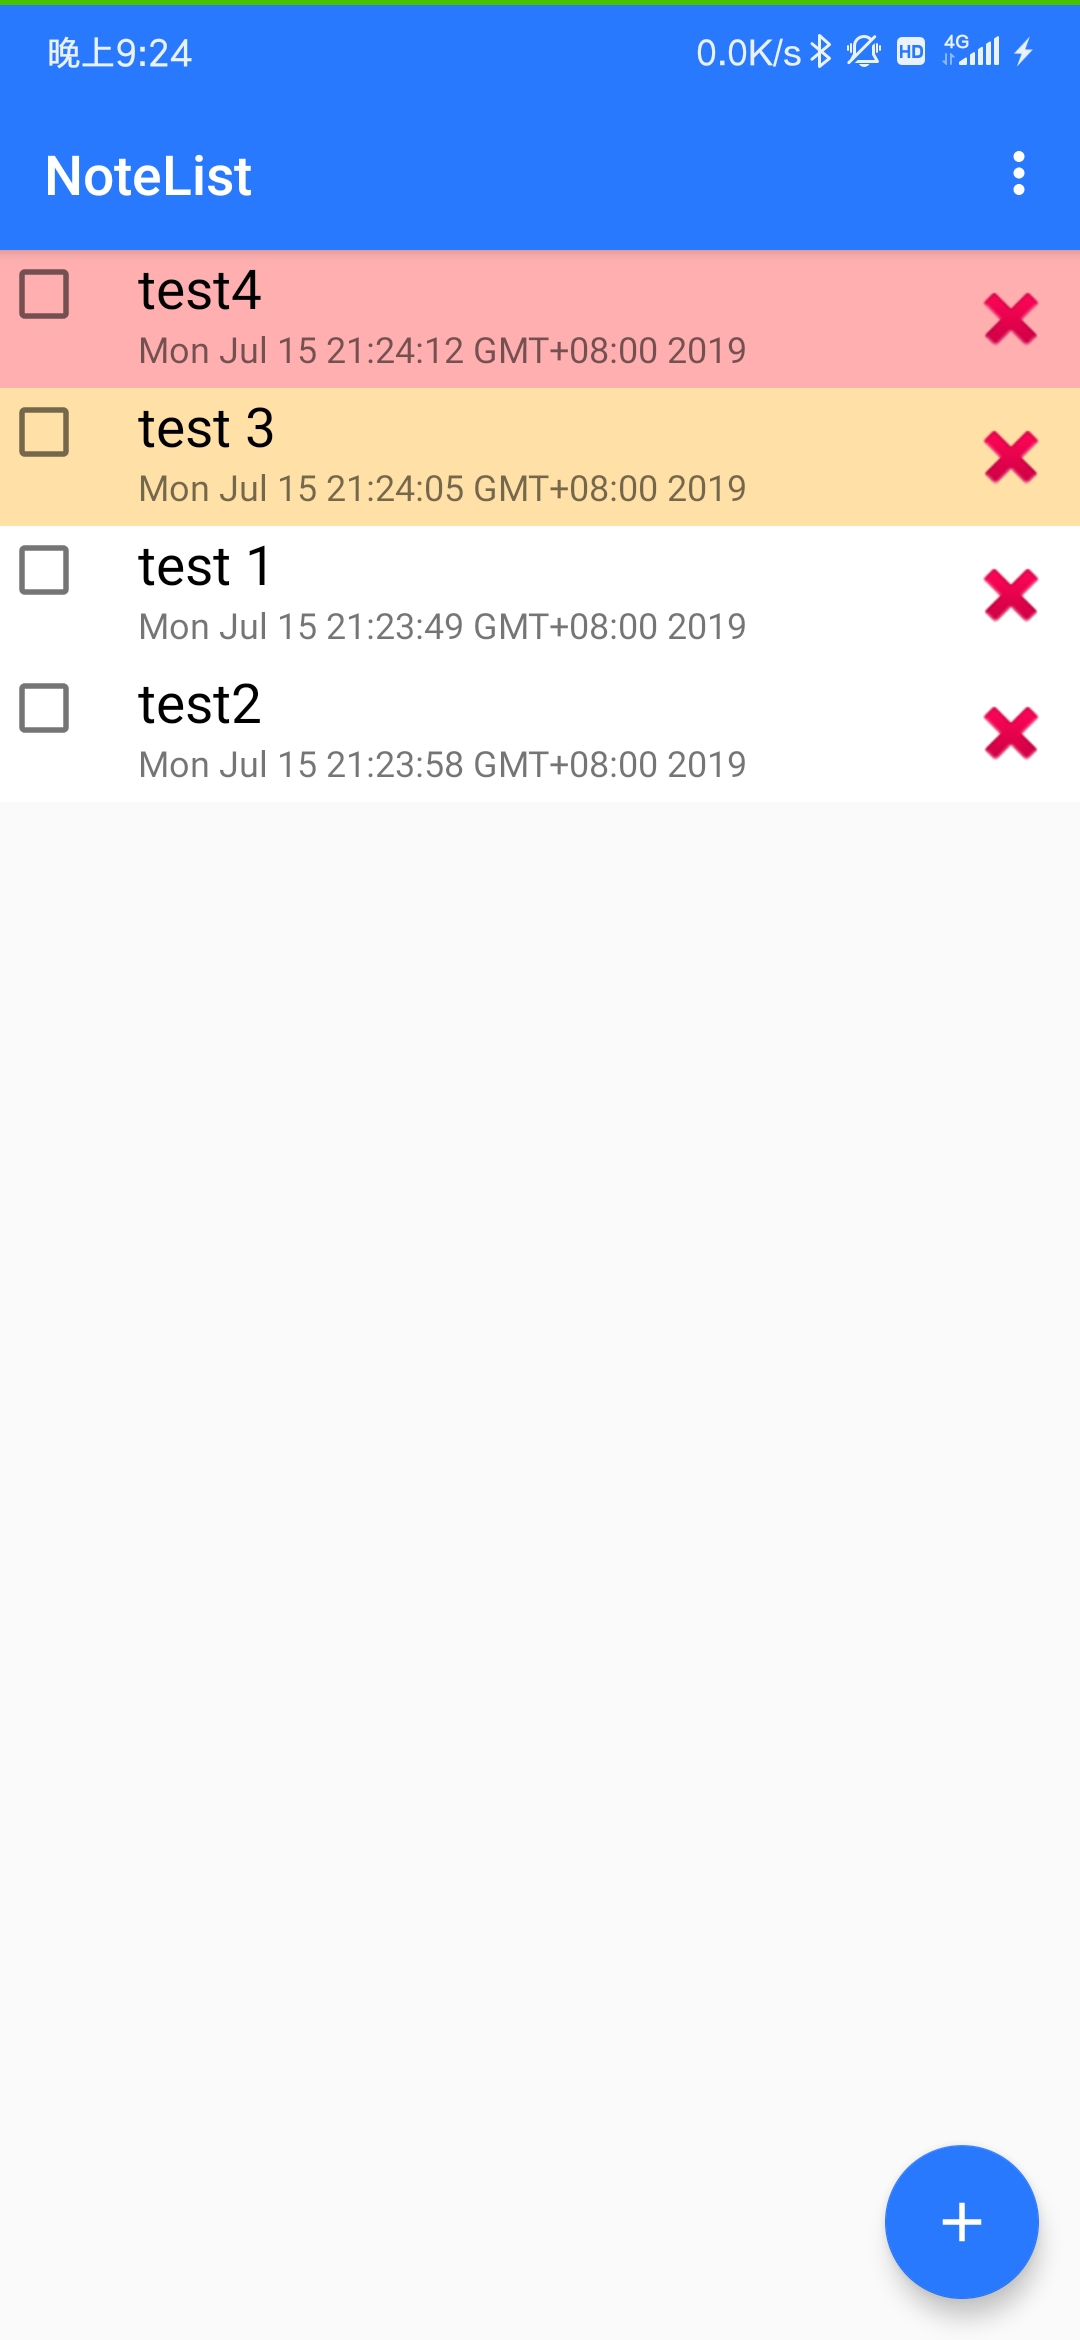 晚上9:24 0.0K/s HD 4G
NoteList
test4
Mon Jul 15 21:24:12 GMT+08:00 2019
test 3
Mon Jul 15 21:24:05 GMT+08:00 2019
test 1
Mon Jul 15 21:23:49 GMT+08:00 2019
test2
Mon Jul 15 21:23:58 GMT+08:00 2019